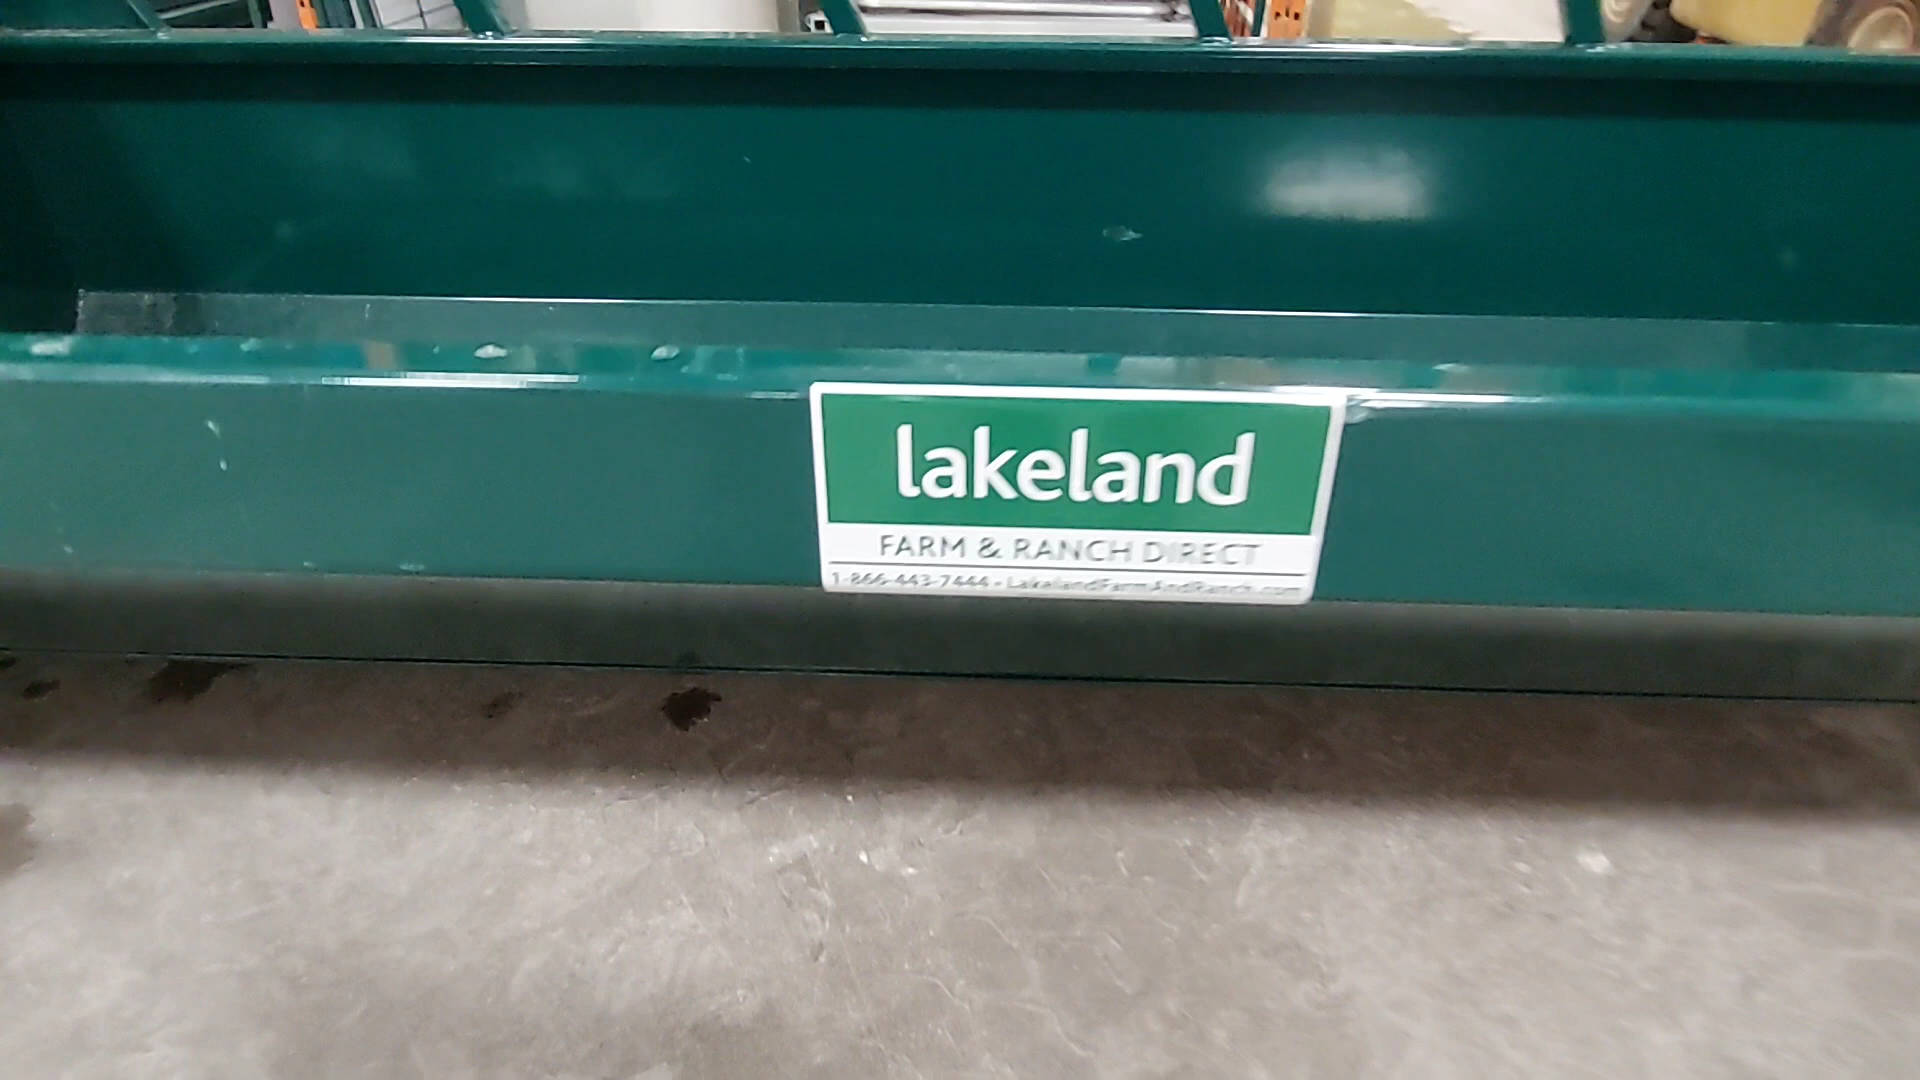 lakeland
FARM & RANCH DIRECT
1-866-443-7444 • LakelandFarmAndRanch.com